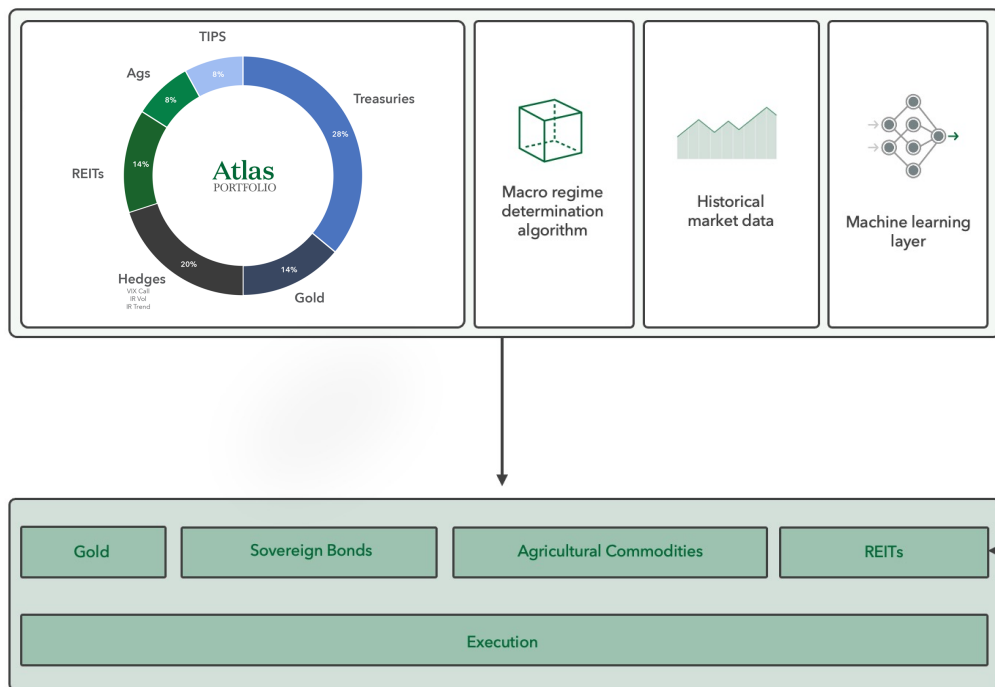 TIPS
8%
Ags
8%
Treasuries
28%
REITs
14%
Atlas
PORTFOLIO
Hedges
VIX Call
IR Vol
IR Trend
20%
14%
Gold
Macro regime
determination
algorithm
Historical
market data
Machine learning
layer
Gold
Sovereign Bonds
Agricultural Commodities
REITs
Execution